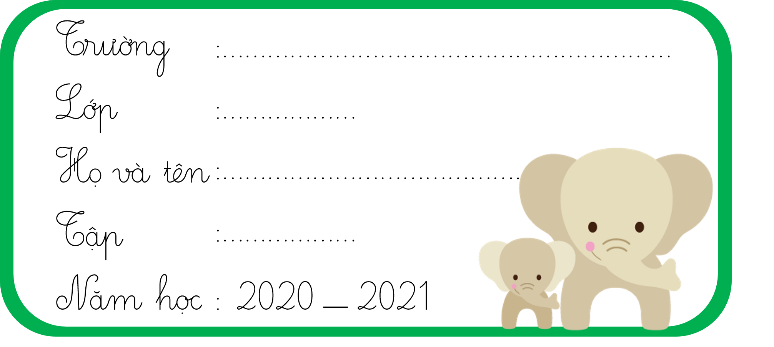 Trường :...........................................................
Lớp :..................
Họ và tên :........................................
Tập :..................
Năm học : 2020 – 2021